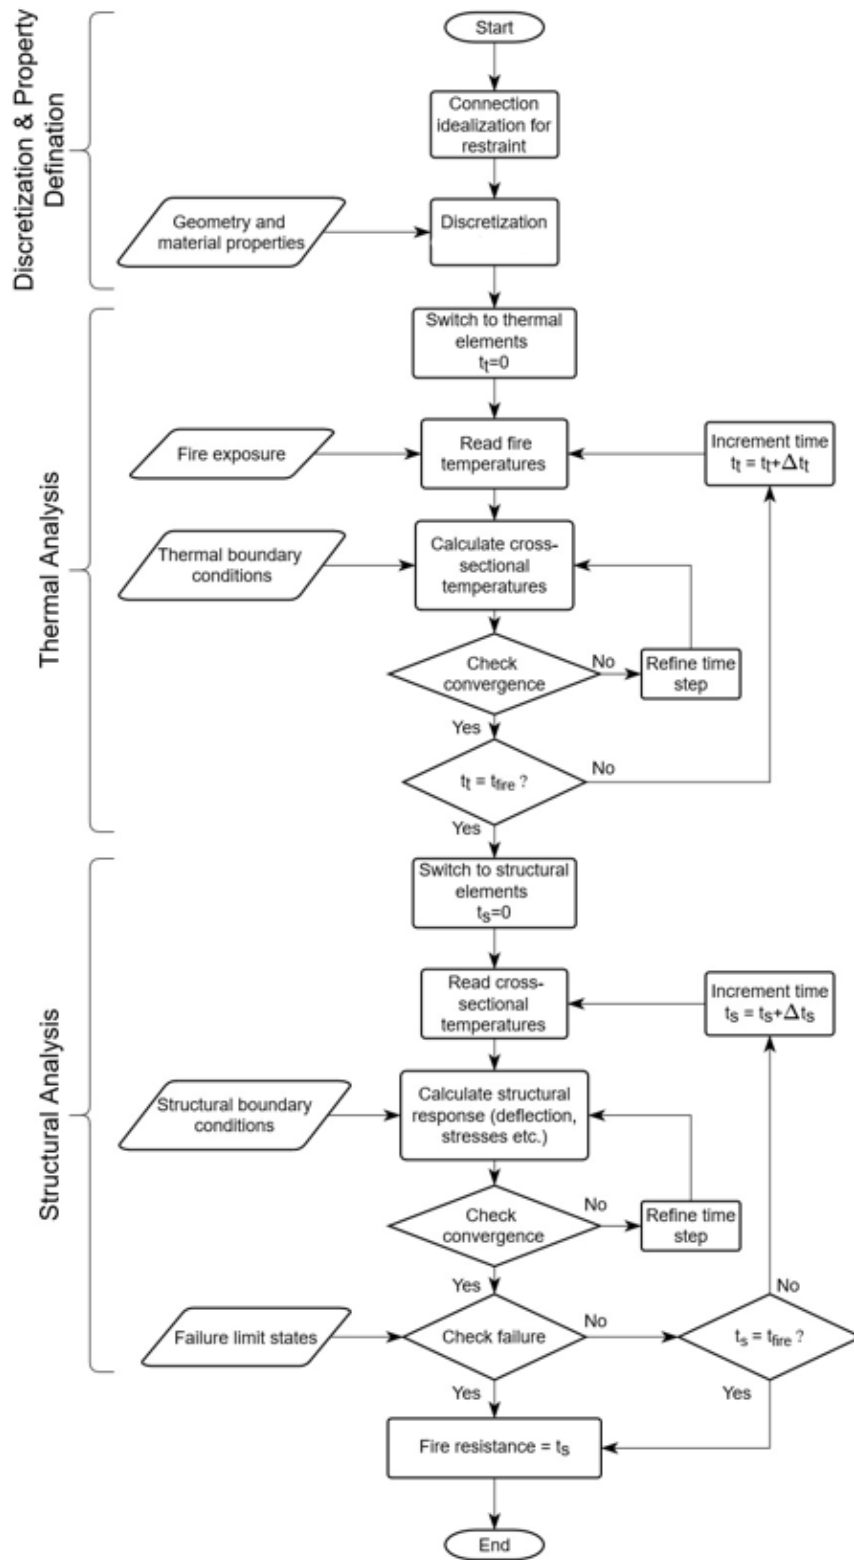 Discretization & Property
Defination
Start
Connection
idealization for
restraint
Geometry and
material properties
Discretization
Thermal Analysis
Switch to thermal
elements
tt=0
Fire exposure
Read fire
temperatures
Increment time
tt = tt+Δtt
Thermal boundary
conditions
Calculate cross-
sectional
temperatures
Check
convergence
No
Refine time
step
Yes
tt = tfire ?
No
Yes
Structural Analysis
Switch to structural
elements
ts=0
Read cross-
sectional
temperatures
Increment time
ts = ts+Δts
Structural boundary
conditions
Calculate structural
response (deflection,
stresses etc.)
Check
convergence
No
Refine time
step
Yes
Failure limit states
Check failure
No
ts = tfire ?
No
Yes
Yes
Fire resistance = ts
End